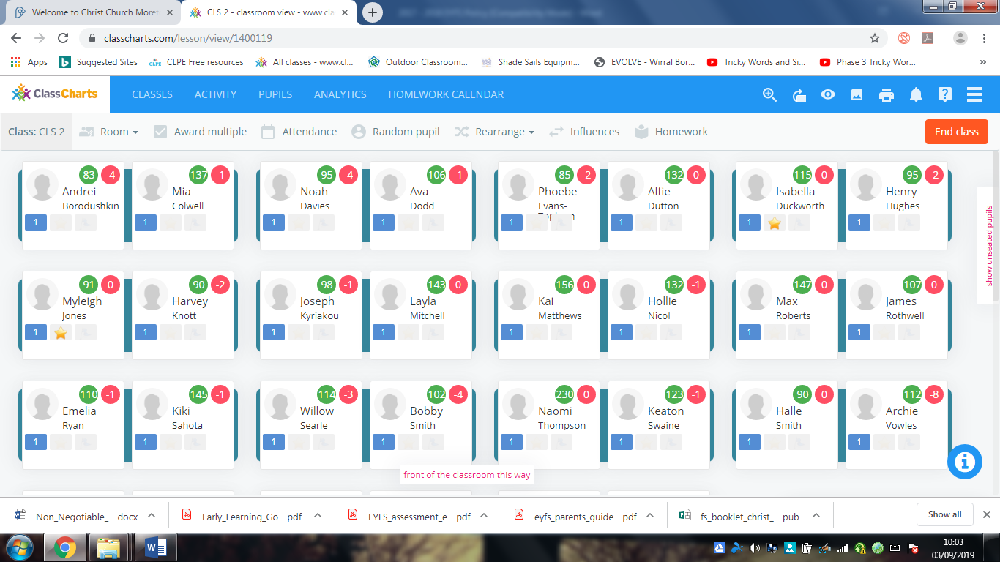 Welcome to Christ Church Moret
CLS 2 - classroom view - www.cla
classcharts.com/lesson/view/1400119
Apps Suggested Sites CLPE Free resources All classes - www.cl... Outdoor Classroom... Shade Sails Equipm... EVOLVE - Wirral Bor... Tricky Words and Si... Phase 3 Tricky Wor... »
ClassCharts CLASSES ACTIVITY PUPILS ANALYTICS HOMEWORK CALENDAR
Class: CLS 2 Room Award multiple Attendance Random pupil Rearrange Influences Homework End class
83 -4 137 -1 95 -4 106 -1 85 -2 132 0 115 0 95 -2
Andrei Mia Noah Ava Phoebe Alfie Isabella Henry
Borodushkin Colwell Davies Dodd Evans- Dutton Duckworth Hughes
1 1 1 1 1 1 1 1
show unseated pupils
91 0 90 -2 98 -1 143 0 156 0 132 -1 147 0 107 0
Myleigh Harvey Joseph Layla Kai Hollie Max James
Jones Knott Kyriakou Mitchell Matthews Nicol Roberts Rothwell
1 1 1 1 1 1 1 1
110 -1 145 -1 114 -3 102 -4 230 0 123 -1 90 0 112 -8
Emelia Kiki Willow Bobby Naomi Keaton Halle Archie
Ryan Sahota Searle Smith Thompson Swaine Smith Vowles
1 1 1 1 1 1 1 1
front of the classroom this way
Non_Negotiable_....docx Early_Learning_Go....pdf EYFS_assessment_e....pdf eyfs_parents_guide....pdf fs_booklet_christ_....pub Show all
10:03
03/09/2019